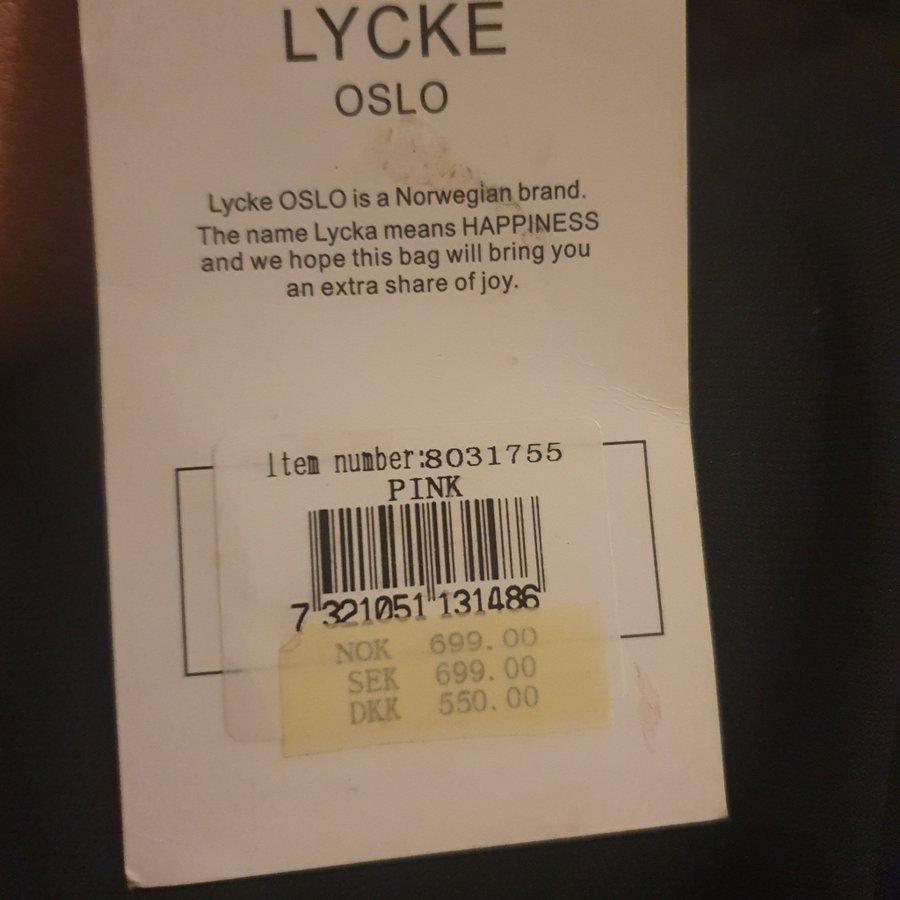 LYCKE
OSLO
Lycke OSLO is a Norwegian brand.
The name Lycka means HAPPINESS
and we hope this bag will bring you
an extra share of joy.
Item number:8031755
PINK
7 321051 131486
NOK 699.00
SEK 699.00
DKK 550.00